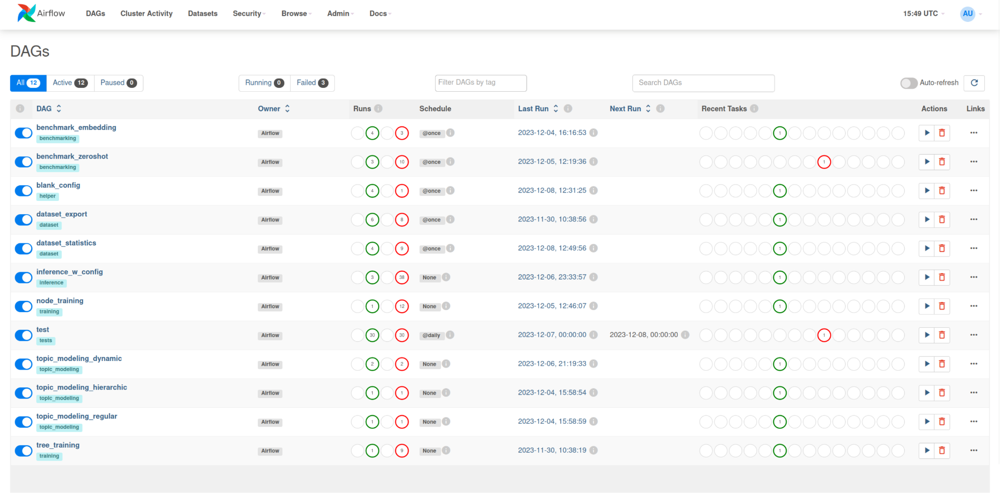 Airflow DAGs Cluster Activity Datasets Security Browse Admin Docs 15:49 UTC AU
DAGs
All 12 Active 12 Paused 0 Running 0 Failed 3 Filter DAGs by tag Search DAGs Auto-refresh
DAG Owner Runs Schedule Last Run Next Run Recent Tasks Actions Links
benchmark_embedding
benchmarking
Airflow 4 3 @once 2023-12-04, 16:16:53 1
benchmark_zeroshot
benchmarking
Airflow 3 10 @once 2023-12-05, 12:19:36 1
blank_config
helper
Airflow 4 1 @once 2023-12-08, 12:31:25 1
dataset_export
dataset
Airflow 6 8 @once 2023-11-30, 10:38:56 1
dataset_statistics
dataset
Airflow 4 9 @once 2023-12-08, 12:49:56 1
inference_w_config
inference
Airflow 3 38 None 2023-12-06, 23:33:57 1
node_training
training
Airflow 1 12 None 2023-12-05, 12:46:07 1
test
tests
Airflow 30 30 @daily 2023-12-07, 00:00:00 2023-12-08, 00:00:00 1
topic_modeling_dynamic
topic_modeling
Airflow 2 2 None 2023-12-06, 21:19:33 1
topic_modeling_hierarchic
topic_modeling
Airflow 1 1 None 2023-12-04, 15:58:54 1
topic_modeling_regular
topic_modeling
Airflow 1 1 None 2023-12-04, 15:58:59 1
tree_training
training
Airflow 1 9 None 2023-11-30, 10:38:19 1